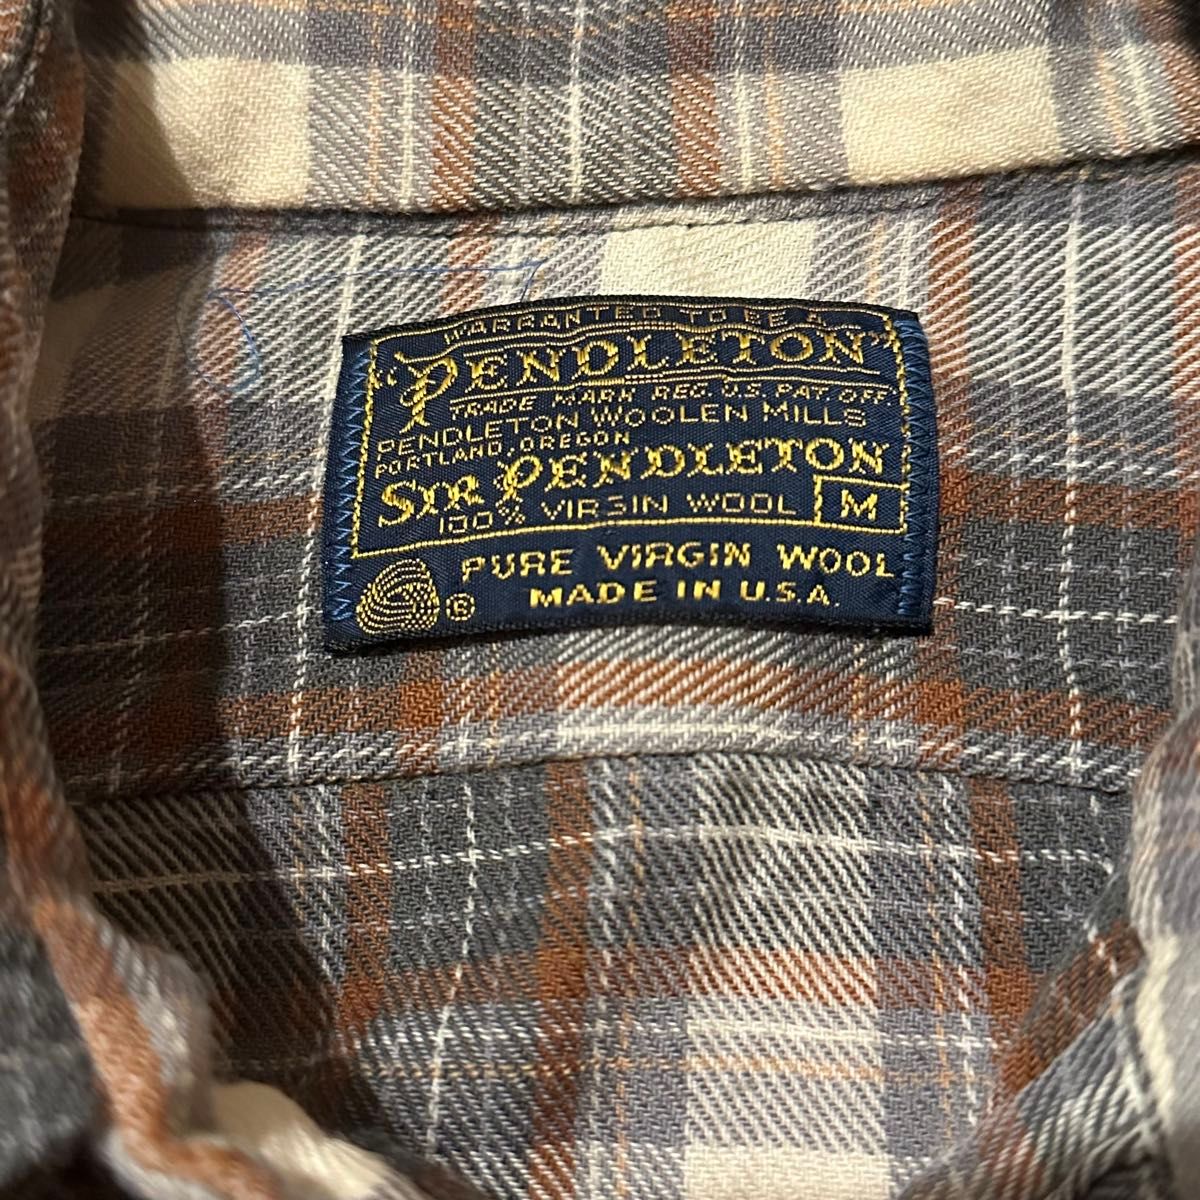 WARRANTED TO BE A
"PENDLETON"
TRADE MARK REG. U.S. PAT. OFF.
PENDLETON WOOLEN MILLS
PORTLAND, OREGON
SIR PENDLETON
100% VIRGIN WOOL M
PURE VIRGIN WOOL
® MADE IN U.S.A.